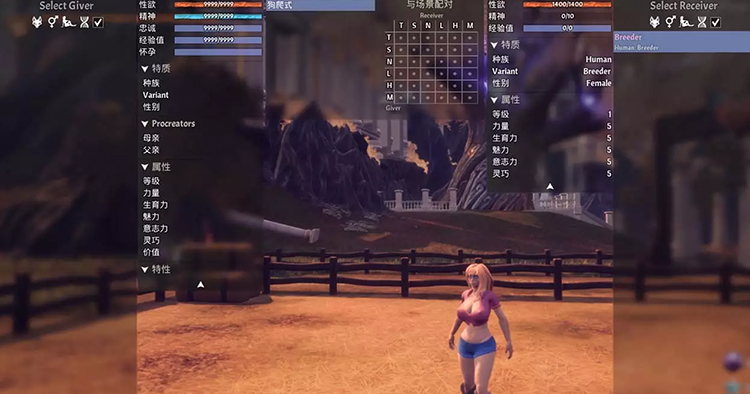 Select Giver
性欲 9999/9999
精神 9999/9999
忠诚 9999/9999
经验值 9999/9999
怀孕
特质
种族
Variant
性别
Procreators
母亲
父亲
属性
等级
力量
生育力
魅力
意志力
灵巧
价值
特性
狗爬式
与场景配对
Receiver
T S N L H M
T
S
N
L
H
M
Giver
性欲 1400/1400
精神 0/10
经验值 0/0
特质
种族 Human
Variant Breeder
性别 Female
属性
等级 1
力量 5
生育力 5
魅力 5
意志力 5
灵巧 5
Select Receiver
Breeder
Human Breeder